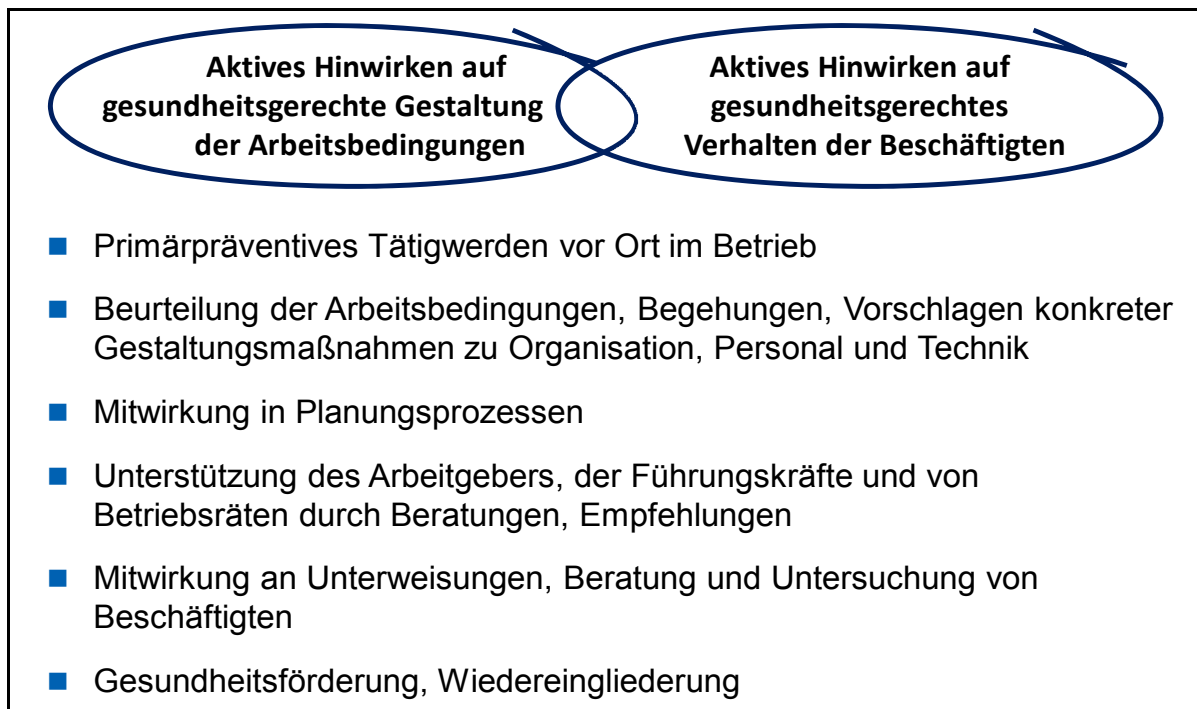 Aktives Hinwirken auf
gesundheitsgerechte Gestaltung
der Arbeitsbedingungen
Aktives Hinwirken auf
gesundheitsgerechtes
Verhalten der Beschäftigten
Primärpräventives Tätigwerden vor Ort im Betrieb
Beurteilung der Arbeitsbedingungen, Begehungen, Vorschlagen konkreter
Gestaltungsmaßnahmen zu Organisation, Personal und Technik
Mitwirkung in Planungsprozessen
Unterstützung des Arbeitgebers, der Führungskräfte und von
Betriebsräten durch Beratungen, Empfehlungen
Mitwirkung an Unterweisungen, Beratung und Untersuchung von
Beschäftigten
Gesundheitsförderung, Wiedereingliederung